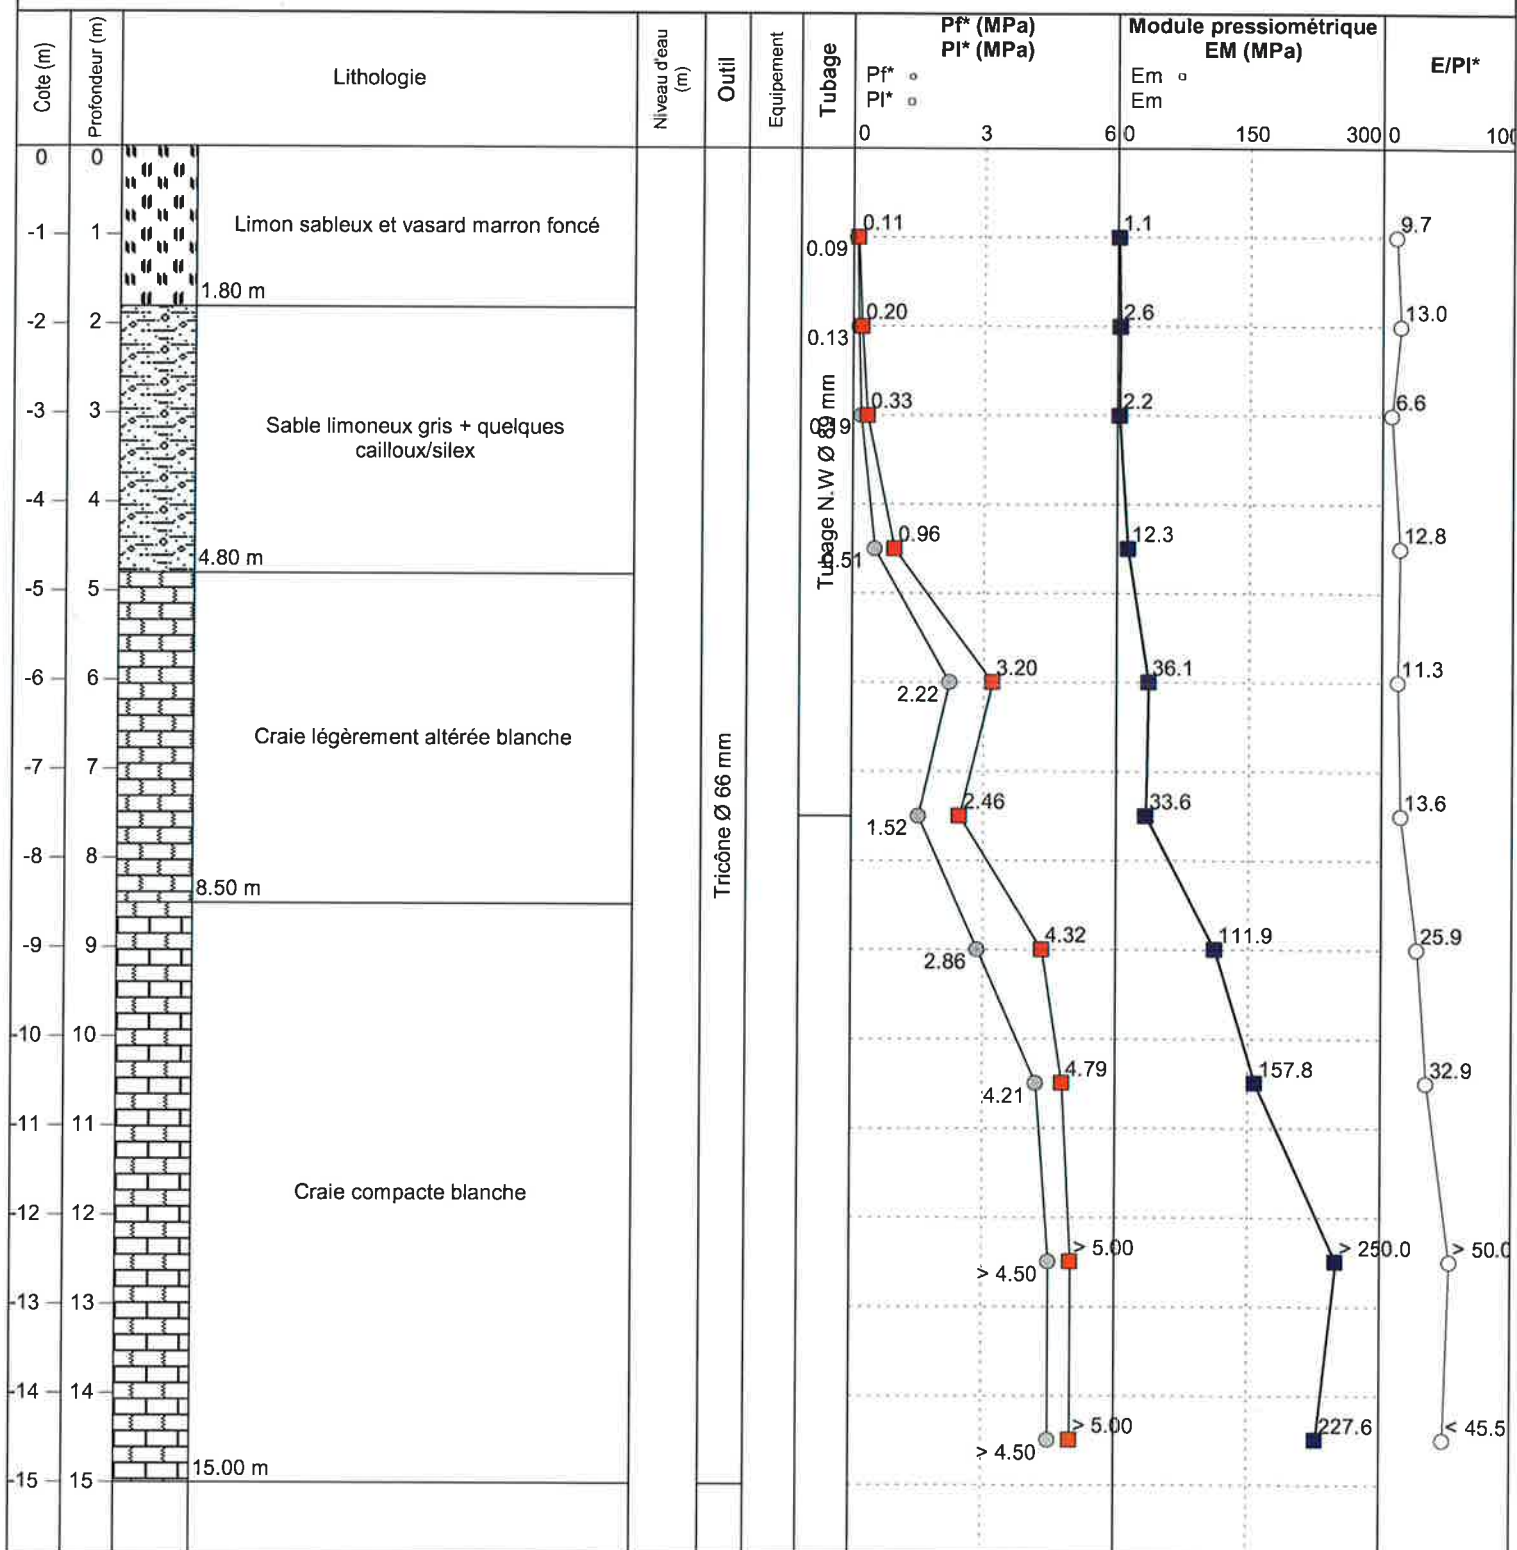 Cote (m)
Profondeur (m)
Lithologie
Niveau d'eau
(m)
Outil
Equipement
Tubage
Pf* (MPa)
Pl* (MPa)
Pf*
Pl*
0 3 6
Module pressiométrique
EM (MPa)
Em
Em
0 150 300
E/Pl*
0 100
0 0
-1 1
-2 2
-3 3
-4 4
-5 5
-6 6
-7 7
-8 8
-9 9
-10 10
-11 11
-12 12
-13 13
-14 14
-15 15
Limon sableux et vasard marron foncé
1.80 m
Sable limoneux gris + quelques
cailloux/silex
4.80 m
Craie légèrement altérée blanche
8.50 m
Craie compacte blanche
15.00 m
Tricône Ø 66 mm
Tubage N.W Ø 89 mm
0.11
0.09
1.1
9.7
0.20
0.13
2.6
13.0
0.33
0.19
2.2
6.6
0.96
0.51
12.3
12.8
3.20
2.22
36.1
11.3
2.46
1.52
33.6
13.6
4.32
2.86
111.9
25.9
4.79
4.21
157.8
32.9
> 5.00
> 4.50
> 250.0
> 50.0
> 5.00
> 4.50
227.6
< 45.5